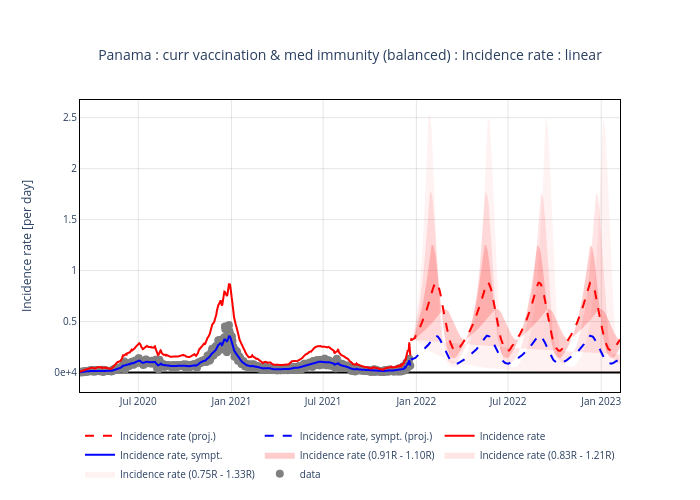 Panama : curr vaccination & med immunity (balanced) : Incidence rate : linear
Incidence rate [per day]
2.5
2
1.5
1
0.5
0e+4
Jul 2020
Jan 2021
Jul 2021
Jan 2022
Jul 2022
Jan 2023
Incidence rate (proj.)
Incidence rate, sympt. (proj.)
Incidence rate
Incidence rate, sympt.
Incidence rate (0.91R - 1.10R)
Incidence rate (0.83R - 1.21R)
Incidence rate (0.75R - 1.33R)
data